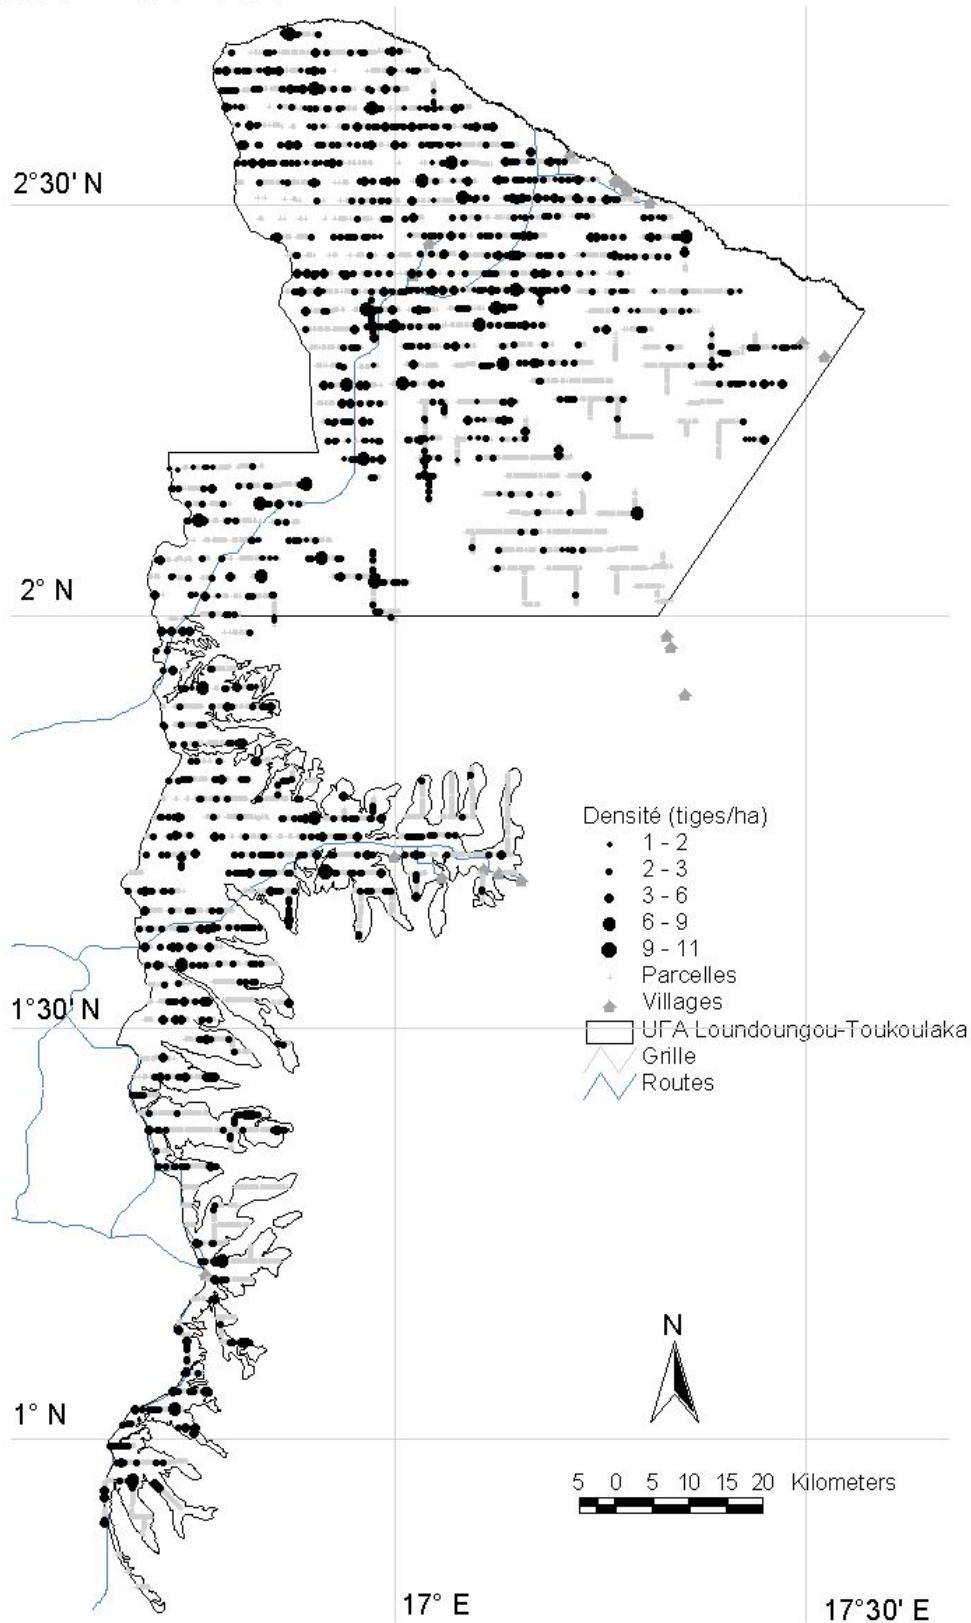 2°30' N
2° N
Densité (tiges/ha)
1 - 2
2 - 3
3 - 6
6 - 9
9 - 11
Parcelles
Villages
1°30' N
UFA Loundoungou-Toukoulaka
Grille
Routes
N
1° N
5 0 5 10 15 20 Kilometers
17° E
17°30' E